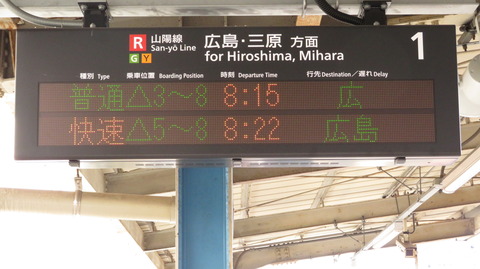 R 山陽線 広島・三原 方面 1
G Y San-yō Line for Hiroshima, Mihara
種別 Type 乗車位置 Boarding Position 時刻 Departure Time 行先 Destination／遅れ Delay
普通 △3～8 8:15 広
快速 △5～8 8:22 広島